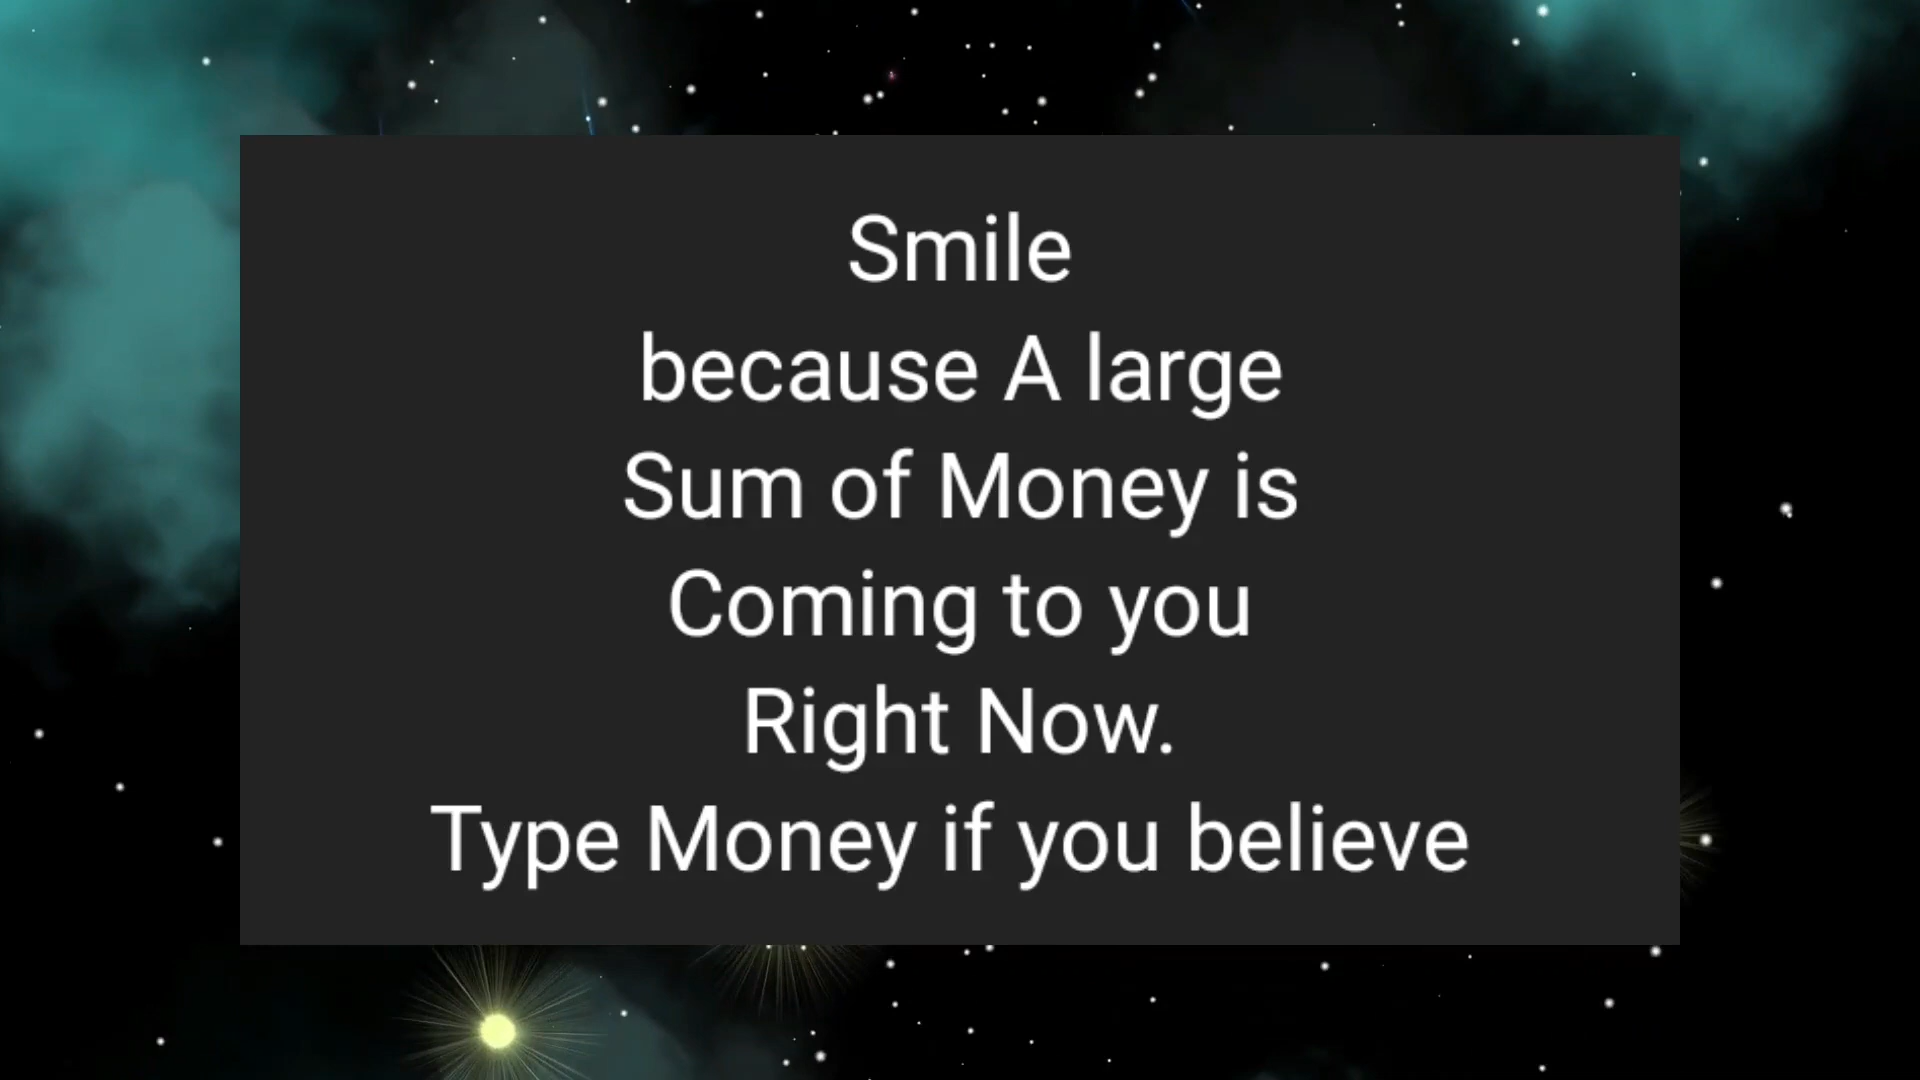 Smile
because A large
Sum of Money is
Coming to you
Right Now.
Type Money if you believe